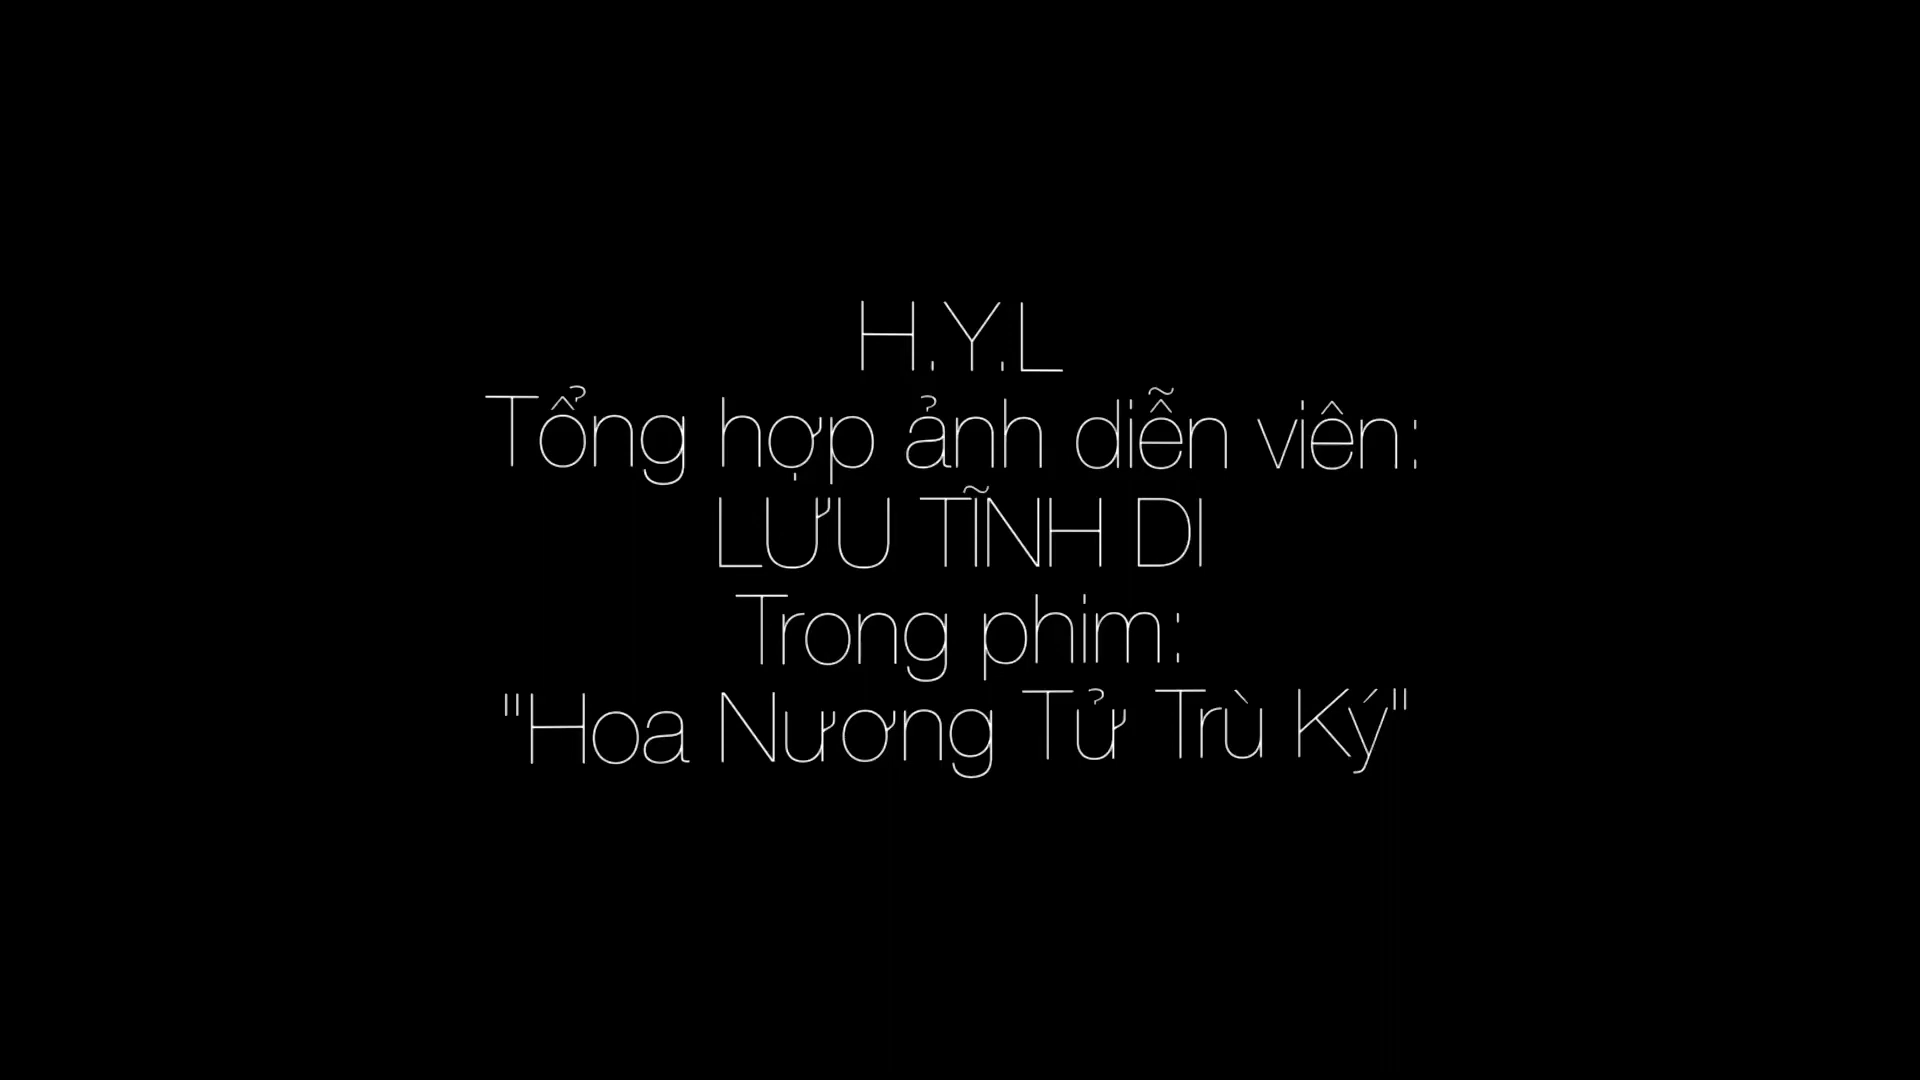 H.Y.L
Tổng hợp ảnh diễn viên:
LƯU TĨNH DI
Trong phim:
"Hoa Nương Tử Trù Ký"